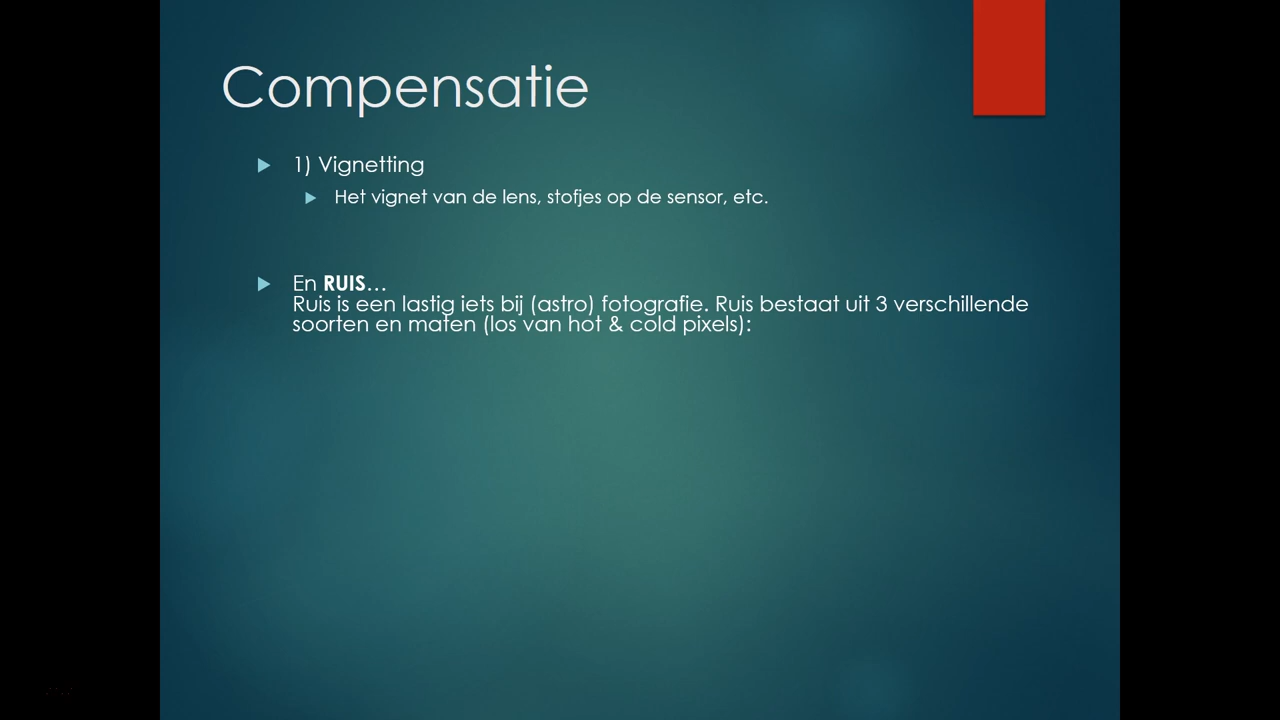 Compensatie
1) Vignetting
Het vignet van de lens, stofjes op de sensor, etc.
En RUIS…
Ruis is een lastig iets bij (astro) fotografie. Ruis bestaat uit 3 verschillende
soorten en maten (los van hot & cold pixels):